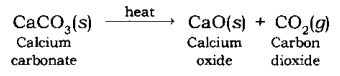 heat
CaCO₃(s) ⟶ CaO(s) + CO₂(g)
Calcium Calcium Carbon
carbonate oxide dioxide